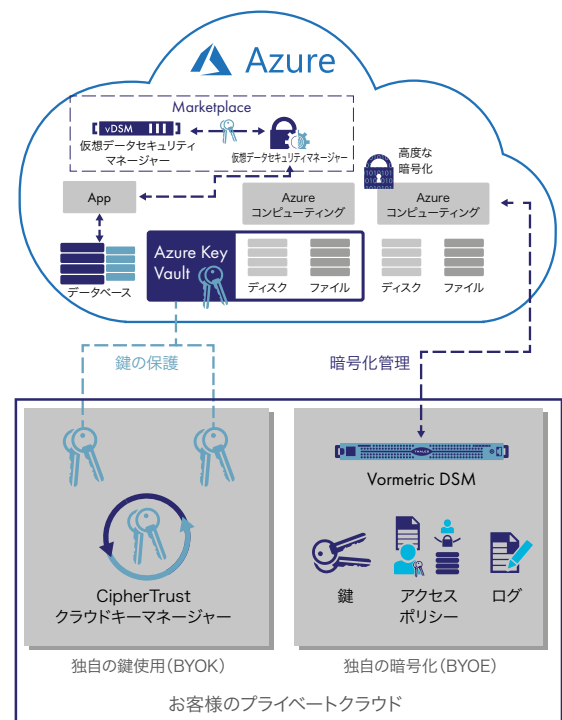 Azure
Marketplace
vDSM
仮想データセキュリティ
マネージャー
仮想データセキュリティマネージャー
高度な
暗号化
App
Azure
コンピューティング
Azure
コンピューティング
データベース
Azure Key
Vault
ディスク
ファイル
ディスク
ファイル
鍵の保護
暗号化管理
THALES
Vormetric DSM
CipherTrust
クラウドキーマネージャー
鍵
アクセス
ポリシー
ログ
独自の鍵使用(BYOK)
独自の暗号化(BYOE)
お客様のプライベートクラウド